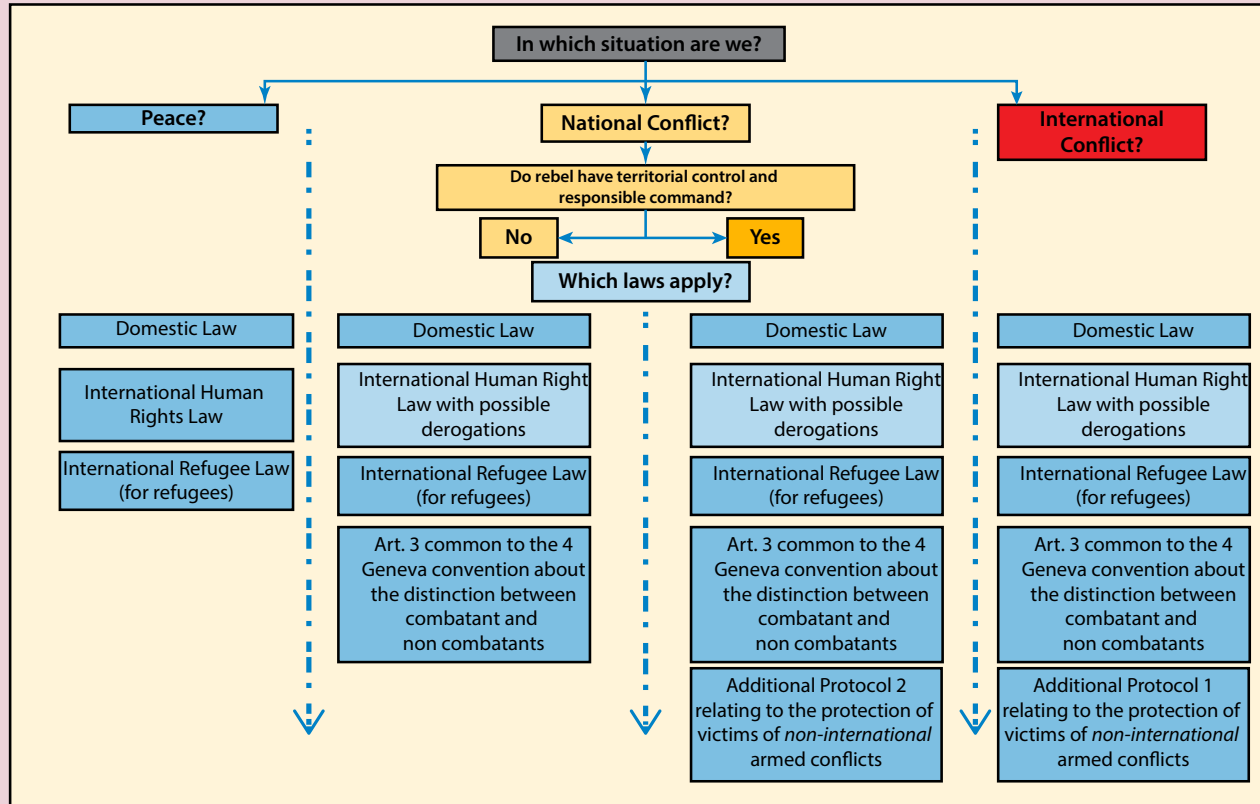 In which situation are we?
Peace?
National Conflict?
International
Conflict?
Do rebel have territorial control and
responsible command?
No
Yes
Which laws apply?
Domestic Law
International Human
Rights Law
International Refugee Law
(for refugees)
Domestic Law
International Human Right
Law with possible
derogations
International Refugee Law
(for refugees)
Art. 3 common to the 4
Geneva convention about
the distinction between
combatant and
non combatants
Domestic Law
International Human Right
Law with possible
derogations
International Refugee Law
(for refugees)
Art. 3 common to the 4
Geneva convention about
the distinction between
combatant and
non combatants
Additional Protocol 2
relating to the protection of
victims of non-international
armed conflicts
Domestic Law
International Human Right
Law with possible
derogations
International Refugee Law
(for refugees)
Art. 3 common to the 4
Geneva convention about
the distinction between
combatant and
non combatants
Additional Protocol 1
relating to the protection of
victims of non-international
armed conflicts